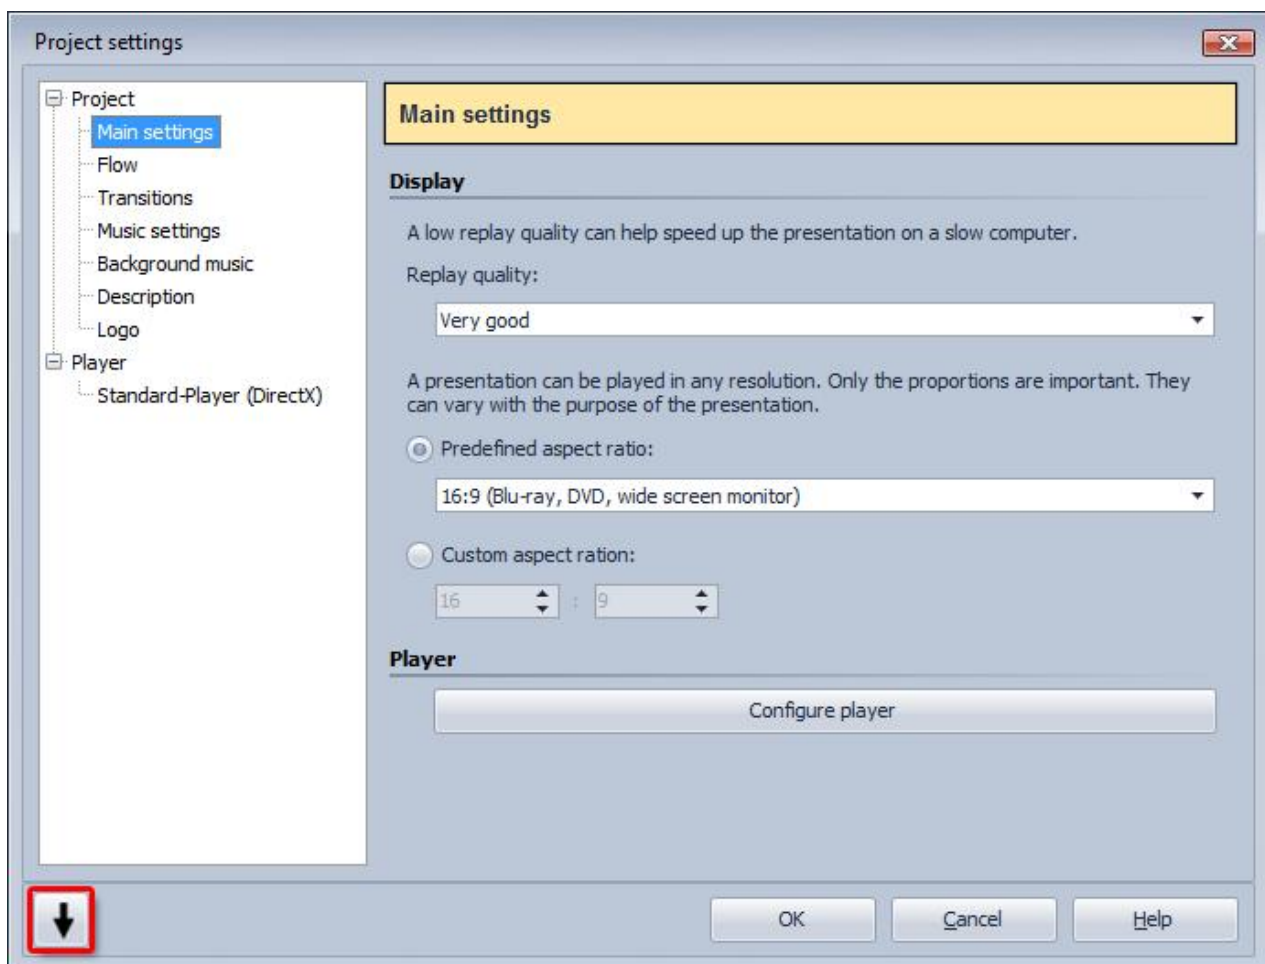 Project settings
Project
Main settings
Flow
Transitions
Music settings
Background music
Description
Logo
Player
Standard-Player (DirectX)
Main settings
Display
A low replay quality can help speed up the presentation on a slow computer.
Replay quality:
Very good
A presentation can be played in any resolution. Only the proportions are important. They
can vary with the purpose of the presentation.
Predefined aspect ratio:
16:9 (Blu-ray, DVD, wide screen monitor)
Custom aspect ration:
16 : 9
Player
Configure player
OK Cancel Help